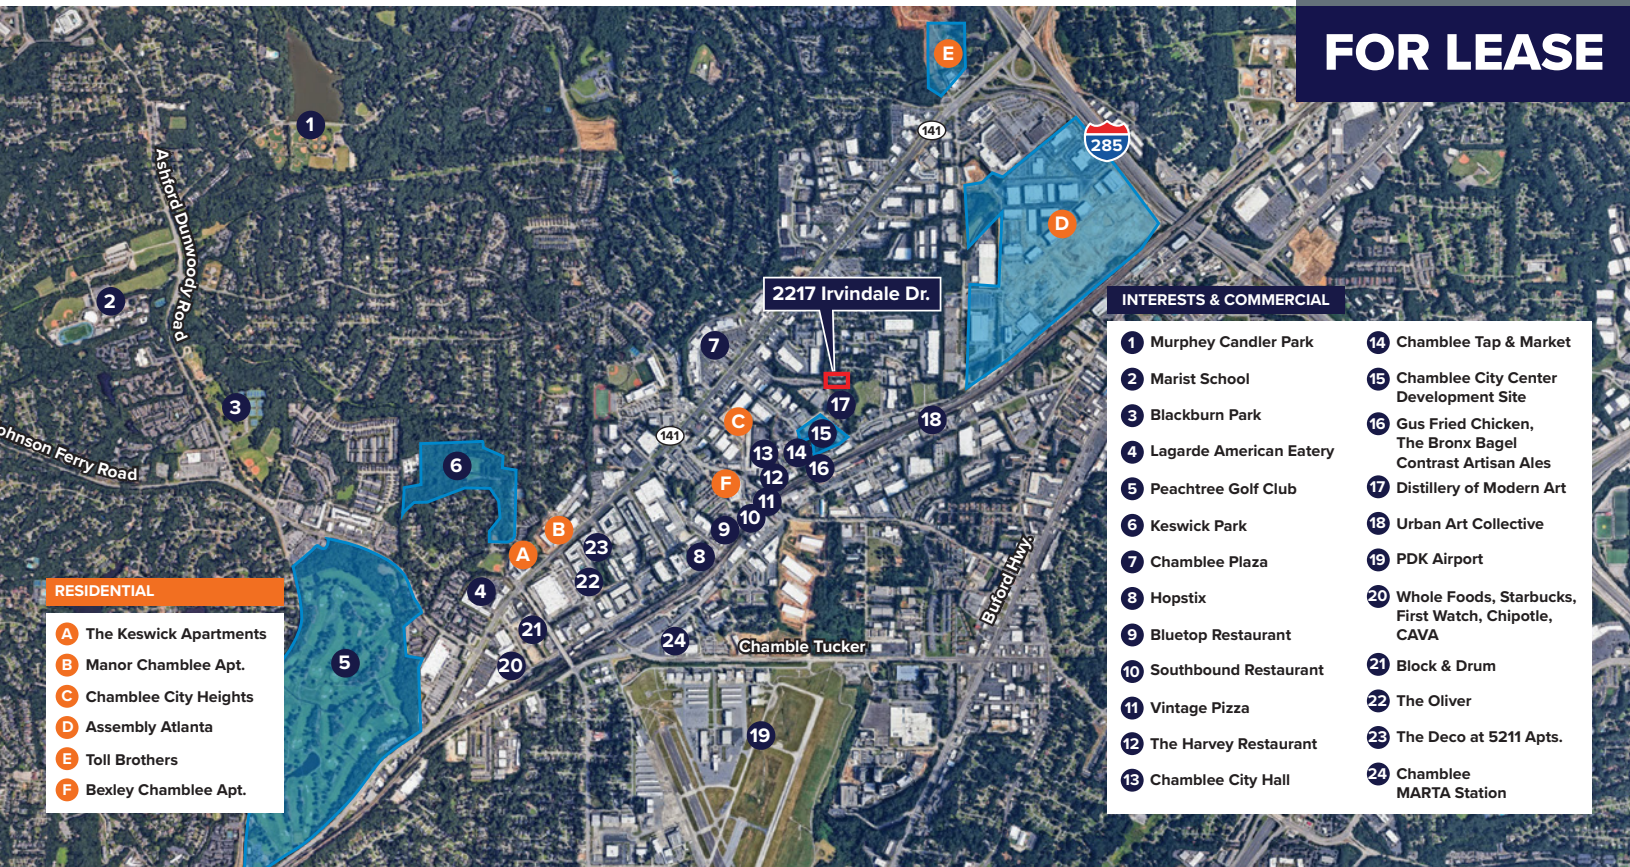 FOR LEASE
E
1
141
285
Ashford Dunwoody Road
D
2
2217 Irvindale Dr.
7
3
17
C
18
15
141
13
14
Johnson Ferry Road
6
16
12
F
11
10
B
9
23
A
8
22
4
Buford Hwy.
21
24
Chamble Tucker
5
20
19
RESIDENTIAL
A The Keswick Apartments
B Manor Chamblee Apt.
C Chamblee City Heights
D Assembly Atlanta
E Toll Brothers
F Bexley Chamblee Apt.
INTERESTS & COMMERCIAL
1 Murphey Candler Park
2 Marist School
3 Blackburn Park
4 Lagarde American Eatery
5 Peachtree Golf Club
6 Keswick Park
7 Chamblee Plaza
8 Hopstix
9 Bluetop Restaurant
10 Southbound Restaurant
11 Vintage Pizza
12 The Harvey Restaurant
13 Chamblee City Hall
14 Chamblee Tap & Market
15 Chamblee City Center
Development Site
16 Gus Fried Chicken,
The Bronx Bagel
Contrast Artisan Ales
17 Distillery of Modern Art
18 Urban Art Collective
19 PDK Airport
20 Whole Foods, Starbucks,
First Watch, Chipotle,
CAVA
21 Block & Drum
22 The Oliver
23 The Deco at 5211 Apts.
24 Chamblee
MARTA Station